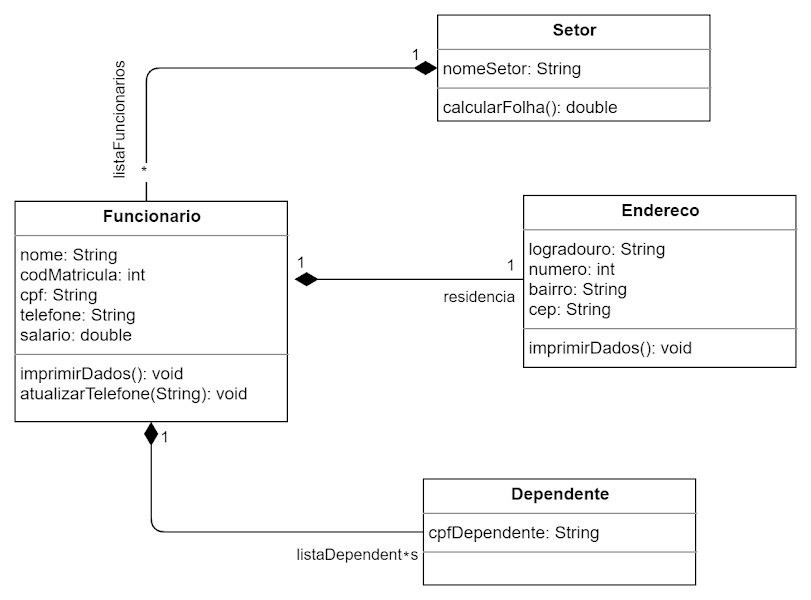 Setor
nomeSetor: String
calcularFolha(): double
1
listaFuncionarios
*
Funcionario
nome: String
codMatricula: int
cpf: String
telefone: String
salario: double
imprimirDados(): void
atualizarTelefone(String): void
1
1
residencia
Endereco
logradouro: String
numero: int
bairro: String
cep: String
imprimirDados(): void
1
listaDependent*s
Dependente
cpfDependente: String